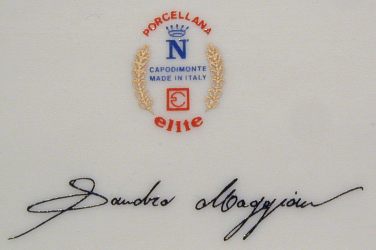 PORCELLANA
N
CAPODIMONTE
MADE IN ITALY
elite
Sandro Maggioni